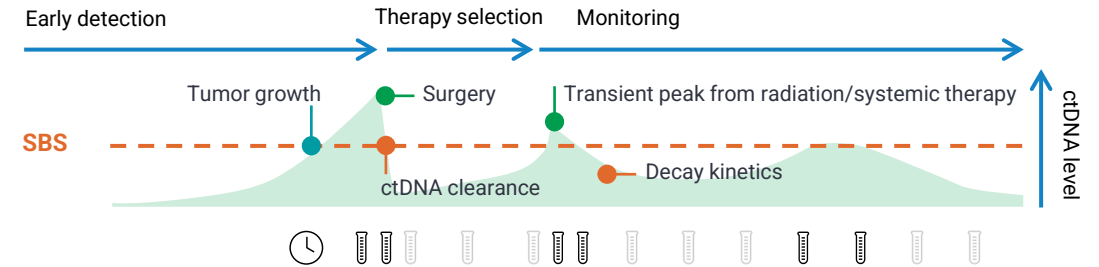 Early detection
Therapy selection
Monitoring
Tumor growth
Surgery
Transient peak from radiation/systemic therapy
SBS
Decay kinetics
ctDNA clearance
ctDNA level